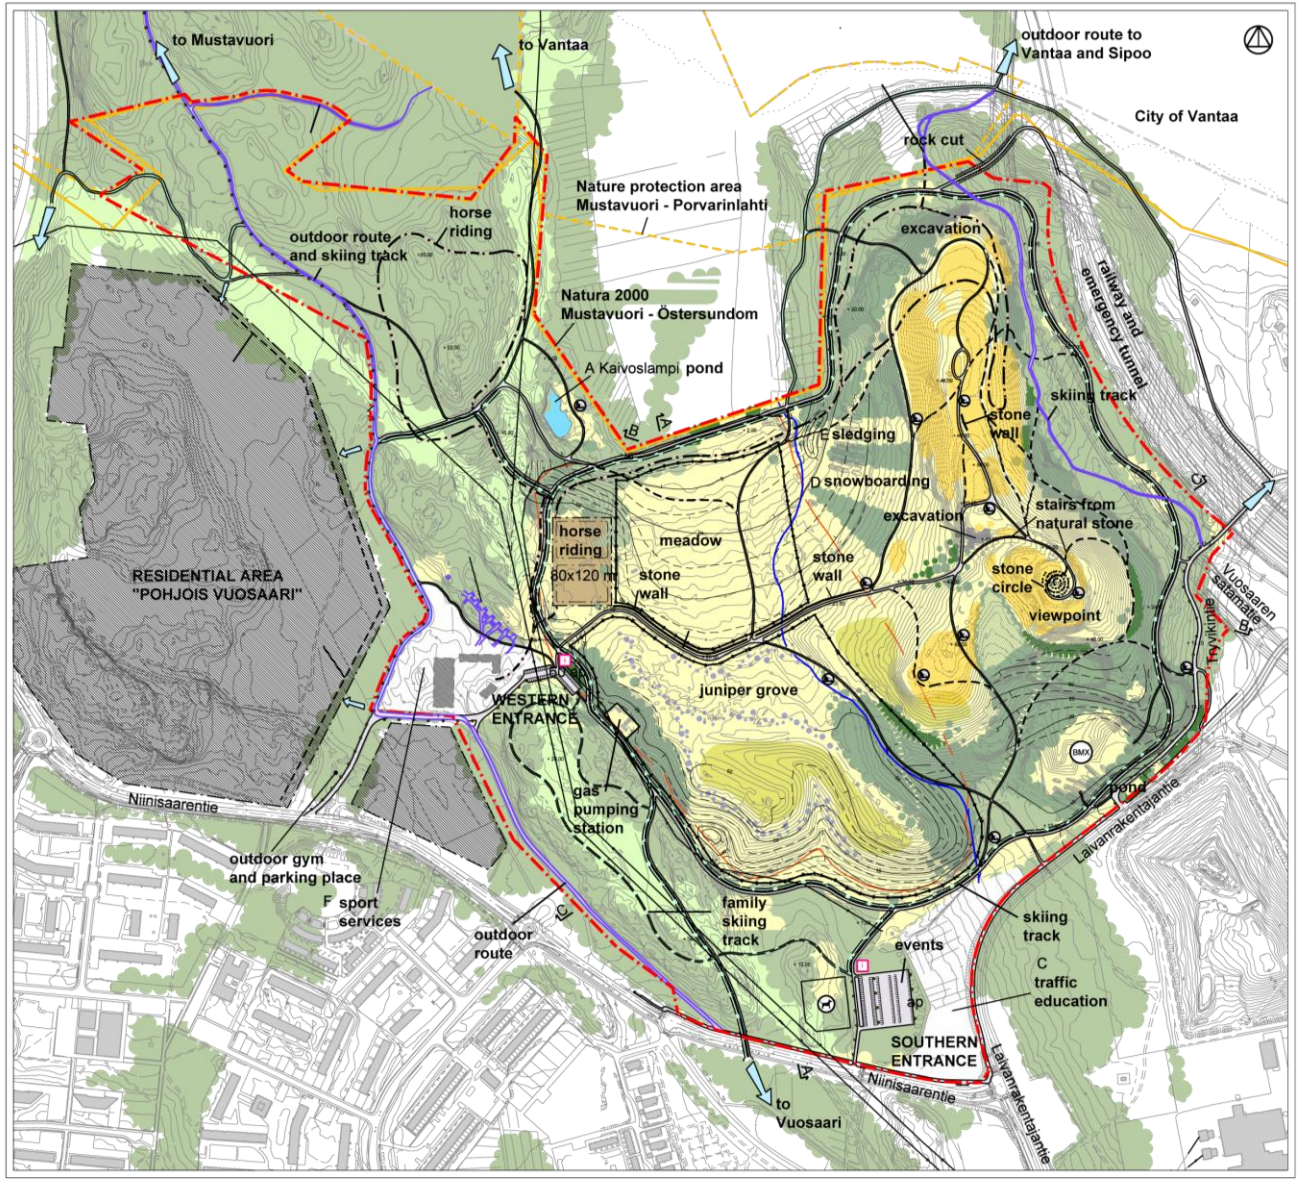 to Mustavuori
to Vantaa
outdoor route to
Vantaa and Sipoo
City of Vantaa
rock cut
Nature protection area
Mustavuori - Porvarinlahti
horse
riding
outdoor route
and skiing track
excavation
railway and
emergency tunnel
Natura 2000
Mustavuori - Östersundom
A Kaivoslampi pond
B
A
skiing track
stone
wall
E sledging
D snowboarding
excavation
stairs from
natural stone
horse
riding
80x120 m
meadow
stone
wall
stone
wall
stone
circle
viewpoint
RESIDENTIAL AREA
"POHJOIS VUOSAARI"
Vuosaaren
satamatie
B
Tyvikintie
juniper grove
WESTERN
ENTRANCE
BMX
pond
gas
pumping
station
Niinisaarentie
Laivanrakentajantie
outdoor gym
and parking place
F sport
services
outdoor
route
family
skiing
track
skiing
track
events
C
traffic
education
ap
SOUTHERN
ENTRANCE
A
Niinisaarentie
Laivanrakentajantie
to
Vuosaari